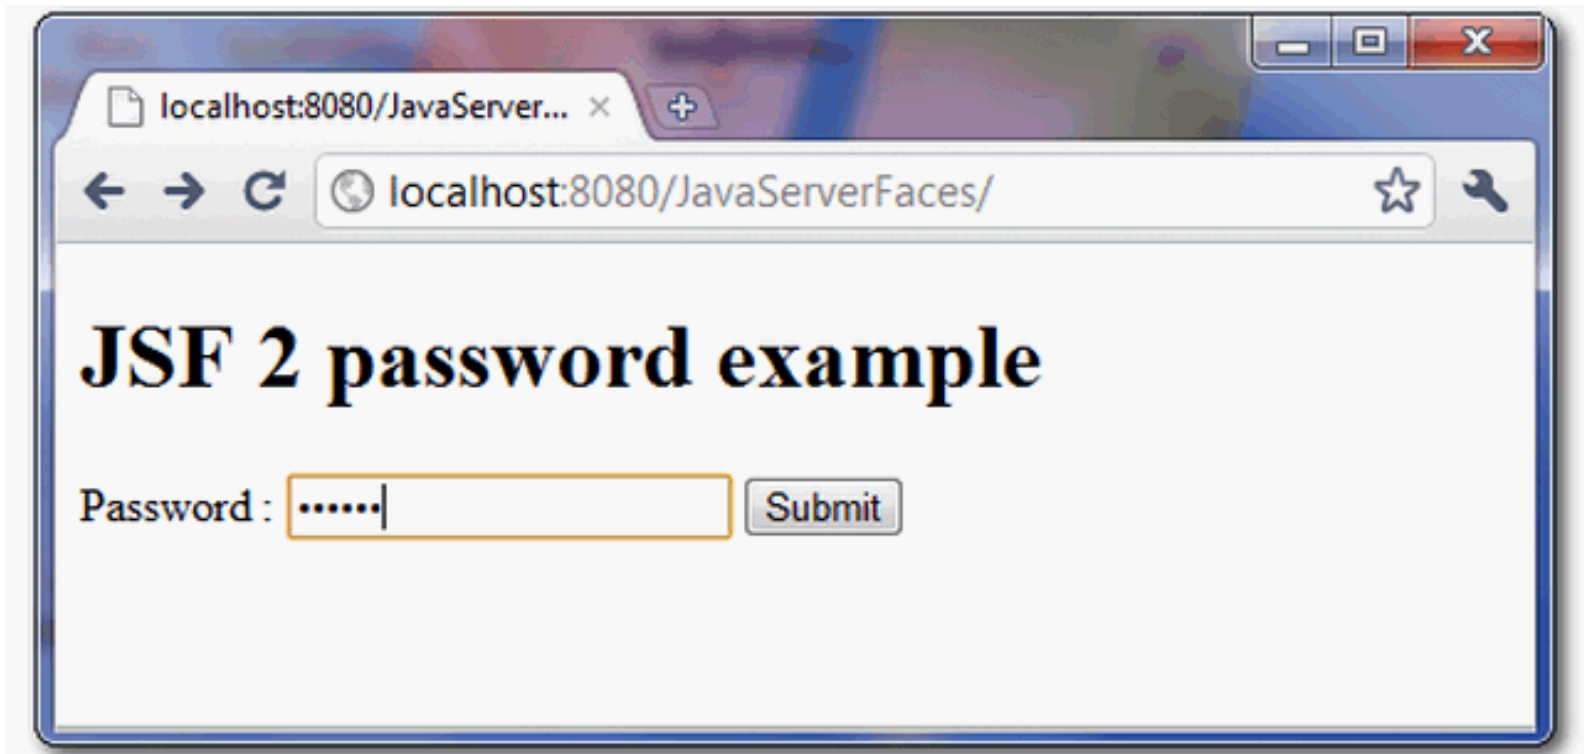 localhost:8080/JavaServer...
localhost:8080/JavaServerFaces/
JSF 2 password example
Password : ••••••
Submit